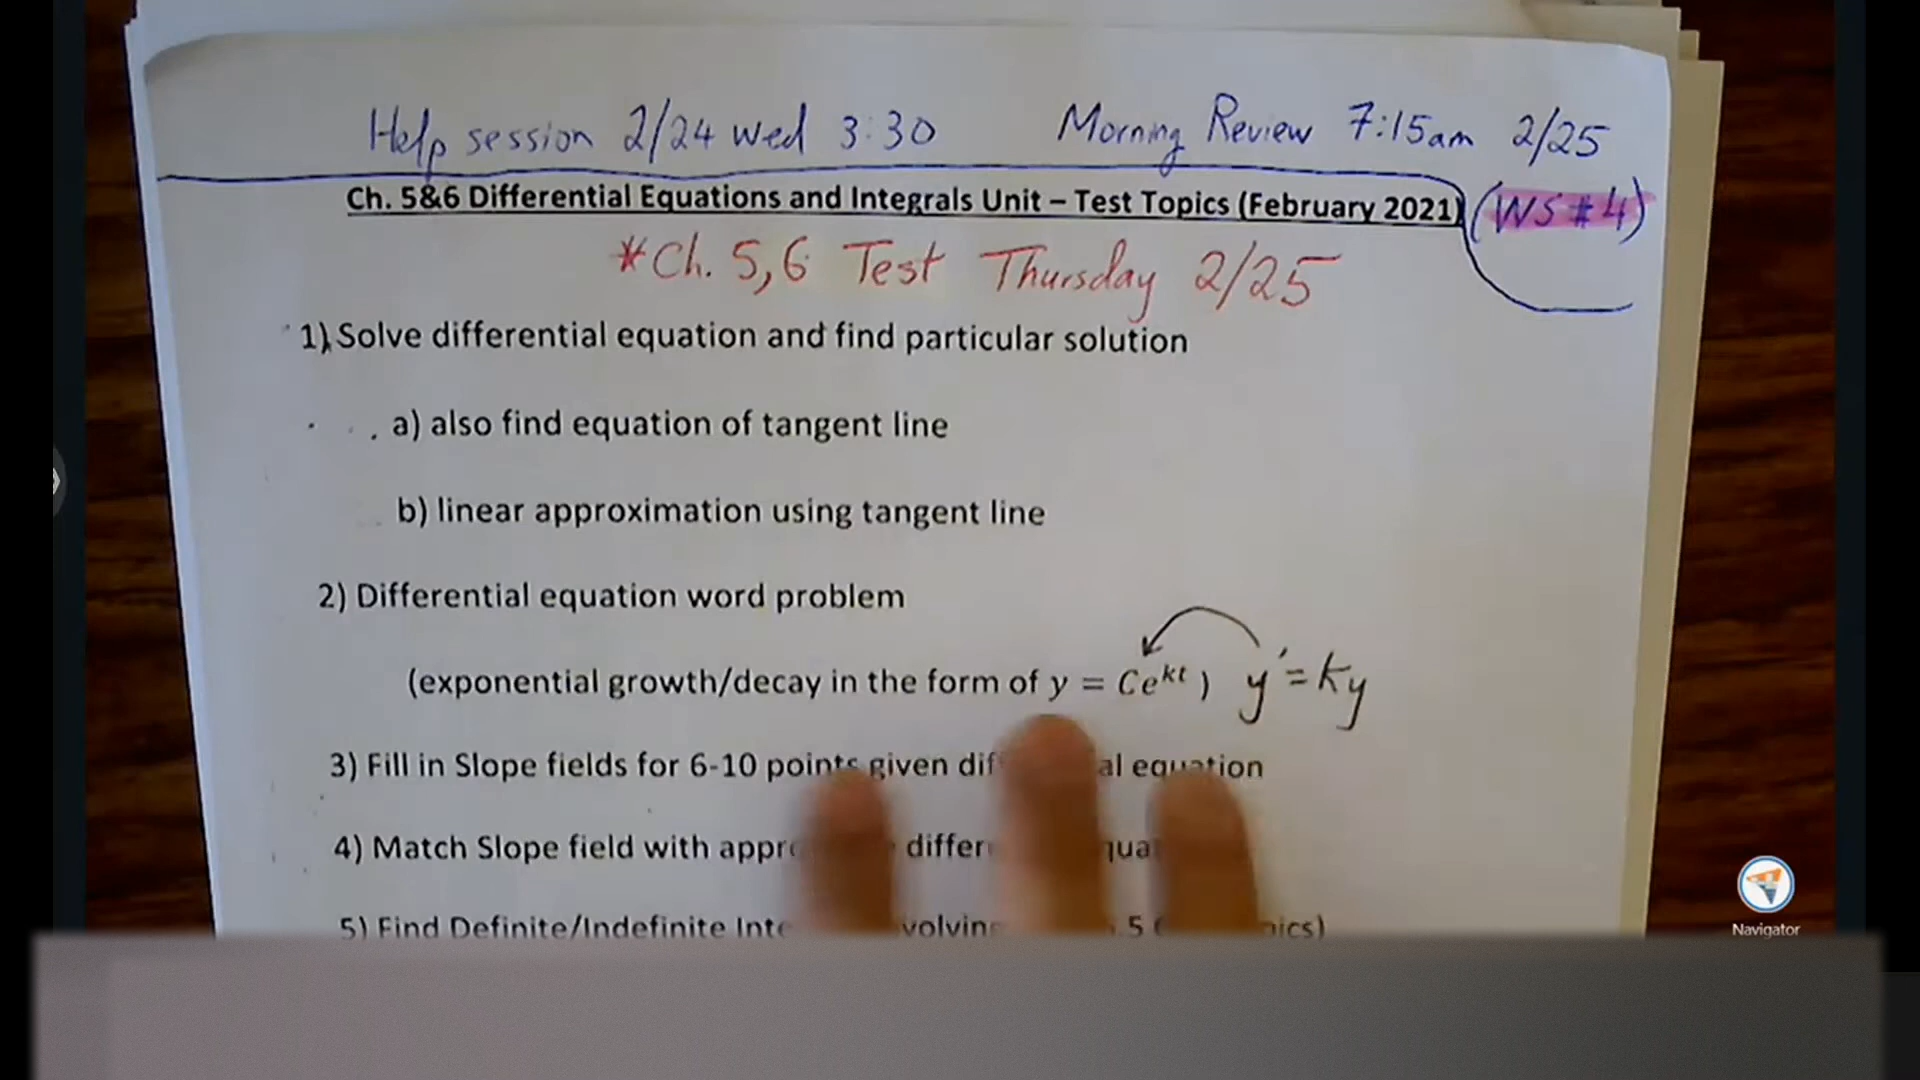 Help session 2/24 wed 3:30 Morning Review 7:15am 2/25
Ch. 5&6 Differential Equations and Integrals Unit – Test Topics (February 2021) (WS #4)
*Ch. 5,6 Test Thursday 2/25
1) Solve differential equation and find particular solution
a) also find equation of tangent line
b) linear approximation using tangent line
2) Differential equation word problem
(exponential growth/decay in the form of y = Ce^kt ) y' = ky
3) Fill in Slope fields for 6-10 points given equation
4) Match Slope field with
5) Find Definite/Indefinite
Navigator